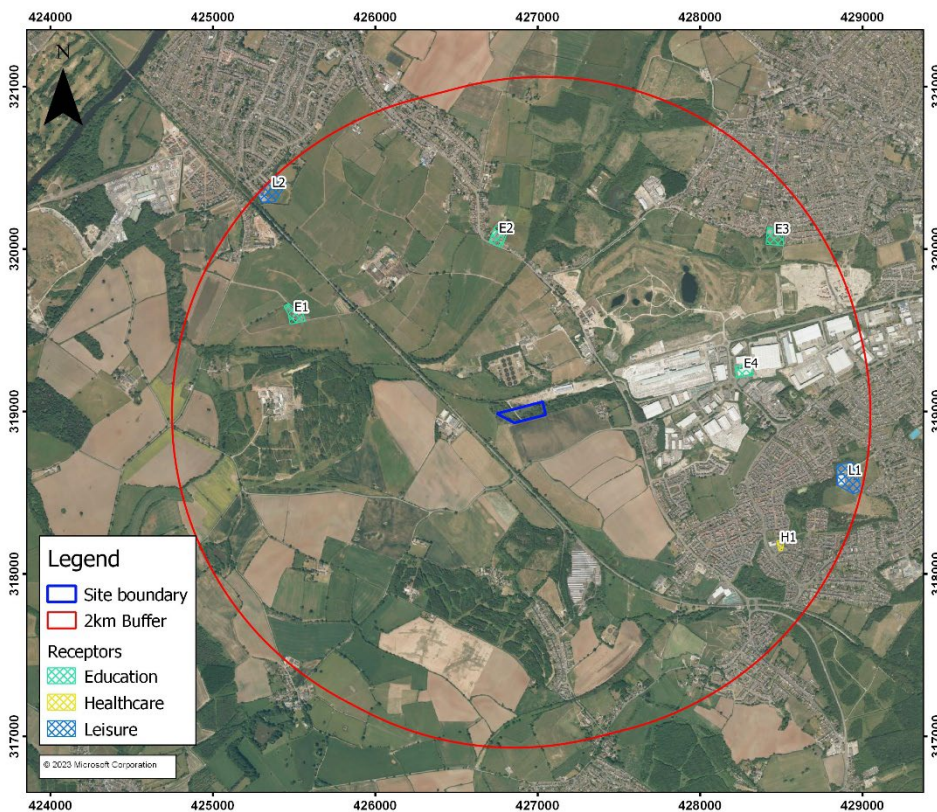 424000 425000 426000 427000 428000 429000
N
321000 321000
L2
E2
E3
320000 320000
E1
E4
319000 319000
L1
H1
318000 318000
Legend
Site boundary
2km Buffer
Receptors
Education
Healthcare
Leisure
317000 317000
© 2023 Microsoft Corporation
424000 425000 426000 427000 428000 429000